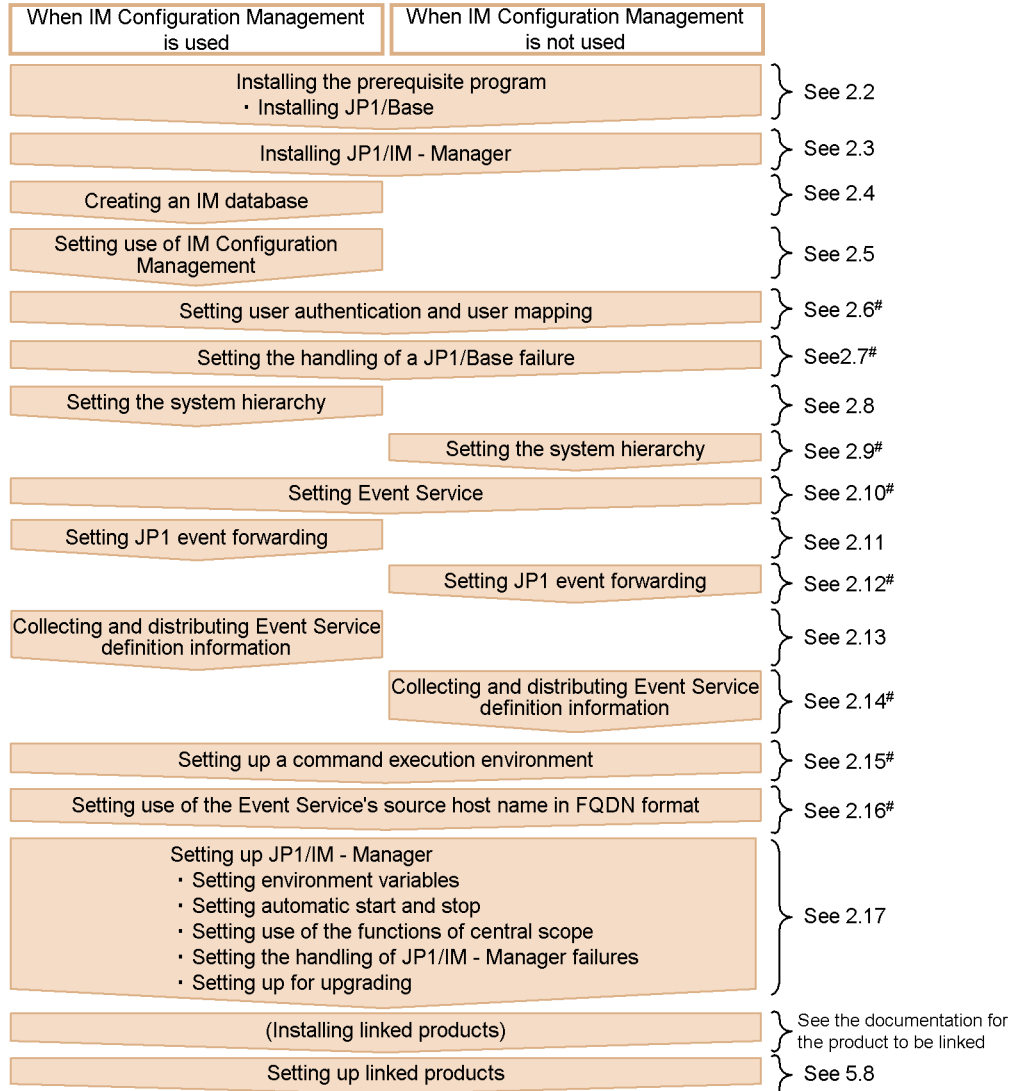 When IM Configuration Management
is used
When IM Configuration Management
is not used
Installing the prerequisite program
・Installing JP1/Base
See 2.2
Installing JP1/IM - Manager
See 2.3
Creating an IM database
See 2.4
Setting use of IM Configuration
Management
See 2.5
Setting user authentication and user mapping
See 2.6#
Setting the handling of a JP1/Base failure
See2.7#
Setting the system hierarchy
See 2.8
Setting the system hierarchy
See 2.9#
Setting Event Service
See 2.10#
Setting JP1 event forwarding
See 2.11
Setting JP1 event forwarding
See 2.12#
Collecting and distributing Event Service
definition information
See 2.13
Collecting and distributing Event Service
definition information
See 2.14#
Setting up a command execution environment
See 2.15#
Setting use of the Event Service's source host name in FQDN format
See 2.16#
Setting up JP1/IM - Manager
・Setting environment variables
・Setting automatic start and stop
・Setting use of the functions of central scope
・Setting the handling of JP1/IM - Manager failures
・Setting up for upgrading
See 2.17
(Installing linked products)
See the documentation for
the product to be linked
Setting up linked products
See 5.8